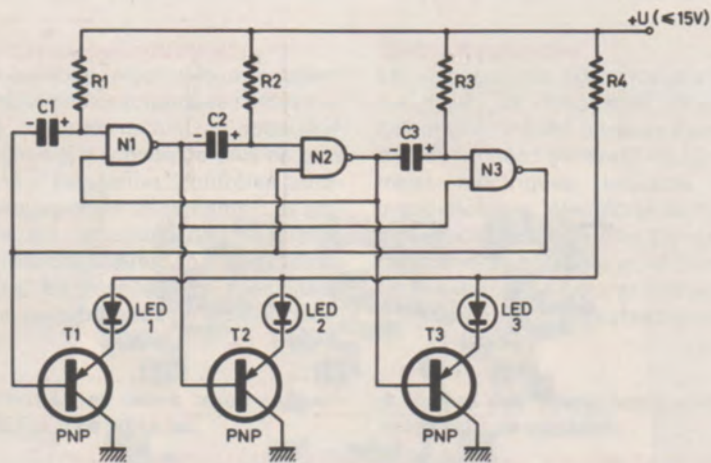 +U (≤15V)
R1 R2 R3 R4
C1 C2 C3
- + - + - +
N1 N2 N3
LED 1 LED 2 LED 3
T1 T2 T3
PNP PNP PNP